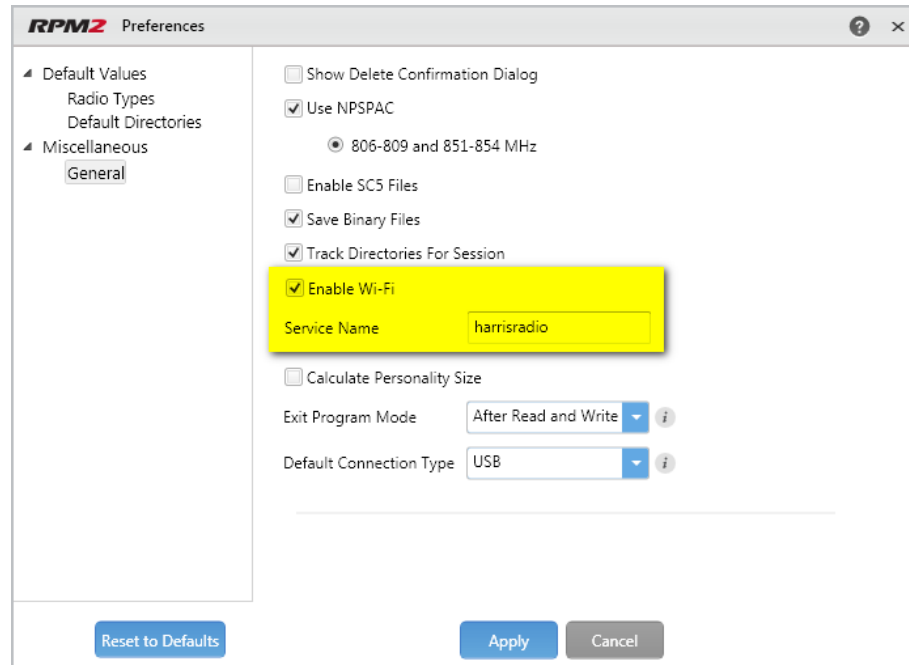 RPM2 Preferences
Default Values
Radio Types
Default Directories
Miscellaneous
General
Show Delete Confirmation Dialog
Use NPSPAC
806-809 and 851-854 MHz
Enable SC5 Files
Save Binary Files
Track Directories For Session
Enable Wi-Fi
Service Name harrisradio
Calculate Personality Size
Exit Program Mode After Read and Write
Default Connection Type USB
Reset to Defaults Apply Cancel